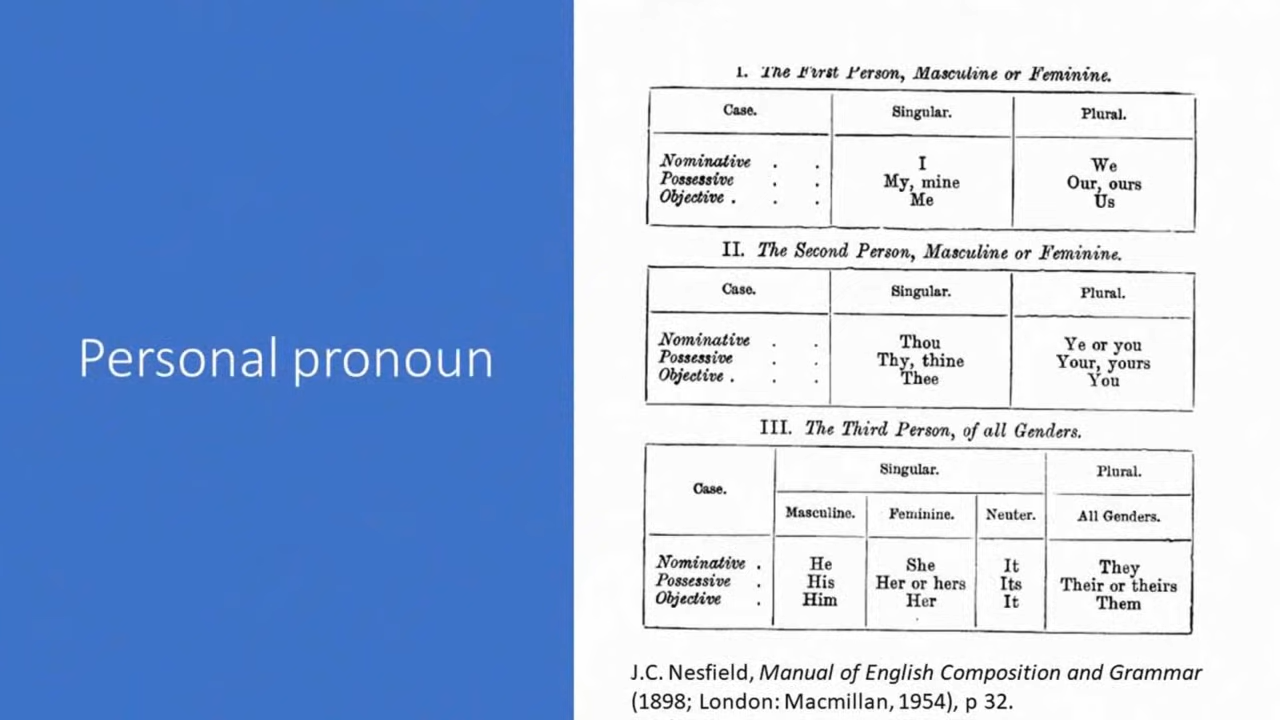 Personal pronoun
I. The First Person, Masculine or Feminine.
Case. Singular. Plural.
Nominative . . I We
Possessive . . My, mine Our, ours
Objective . . . Me Us
II. The Second Person, Masculine or Feminine.
Case. Singular. Plural.
Nominative . . Thou Ye or you
Possessive . . Thy, thine Your, yours
Objective . . . Thee You
III. The Third Person, of all Genders.
Case. Singular. Plural.
Masculine. Feminine. Neuter. All Genders.
Nominative . He She It They
Possessive . His Her or hers Its Their or theirs
Objective . Him Her It Them
J.C. Nesfield, Manual of English Composition and Grammar
(1898; London: Macmillan, 1954), p 32.